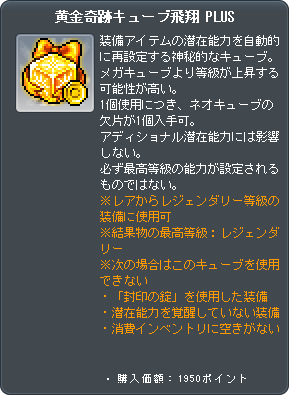 黄金奇跡キューブ飛翔 PLUS
装備アイテムの潜在能力を自動的
に再設定する神秘的なキューブ。
メガキューブより等級が上昇する
可能性が高い。
1個使用につき、ネオキューブの
欠片が1個入手可。
アディショナル潜在能力には影響
しない。
必ず最高等級の能力が設定される
ものではない。
※レアからレジェンダリー等級の
装備に使用可
※結果物の最高等級：レジェンダ
リー
※次の場合はこのキューブを使用
できない
・「封印の錠」を使用した装備
・潜在能力を覚醒していない装備
・消費インベントリに空きがない
・購入価額：1950ポイント